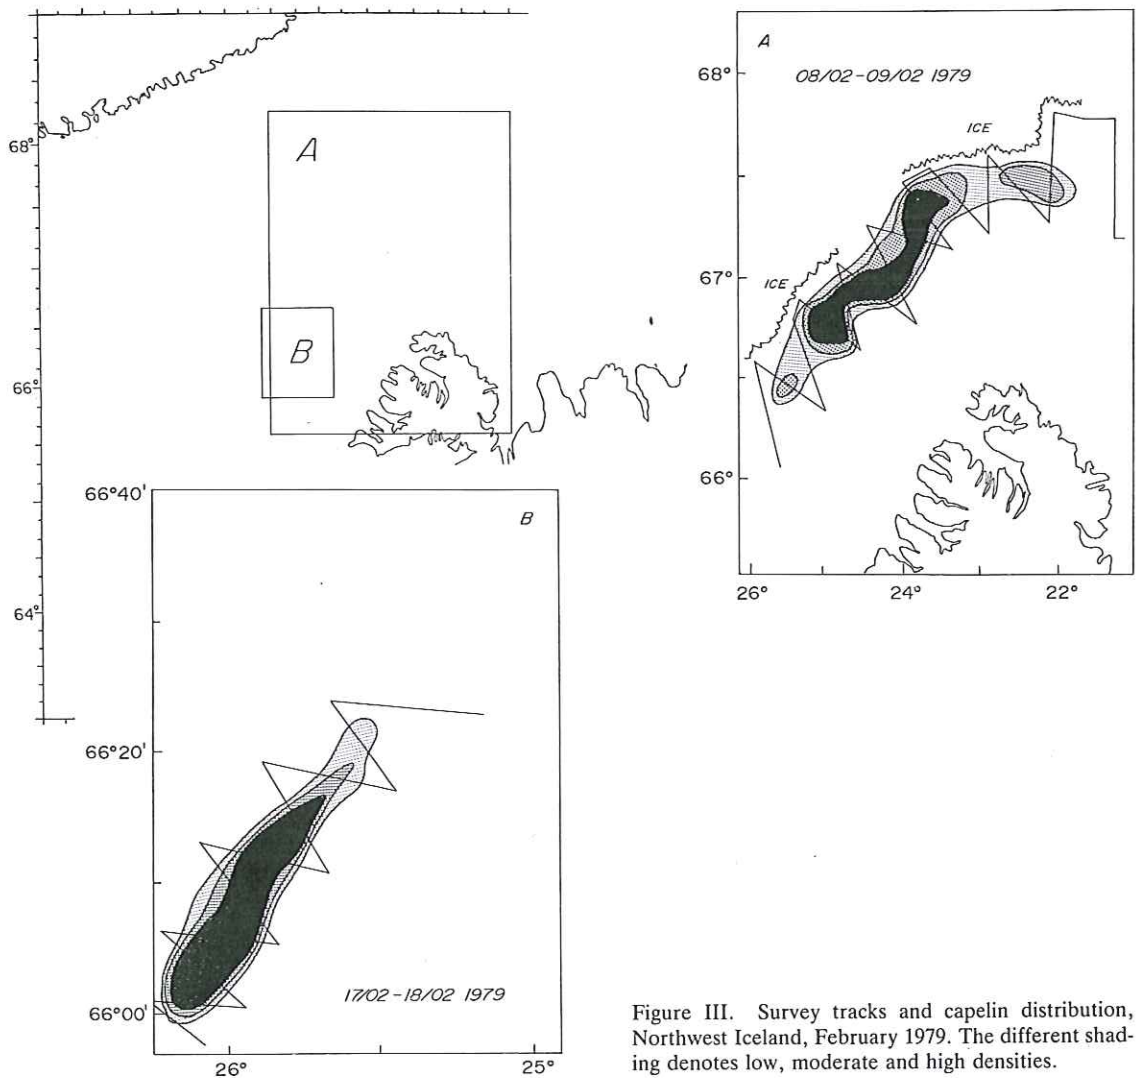 68°
66°
64°
A
B
A
08/02-09/02 1979
ICE
ICE
68°
67°
66°
26°
24°
22°
B
66°40'
66°20'
66°00'
17/02-18/02 1979
26°
25°
Figure III. Survey tracks and capelin distribution,
Northwest Iceland, February 1979. The different shad-
ing denotes low, moderate and high densities.